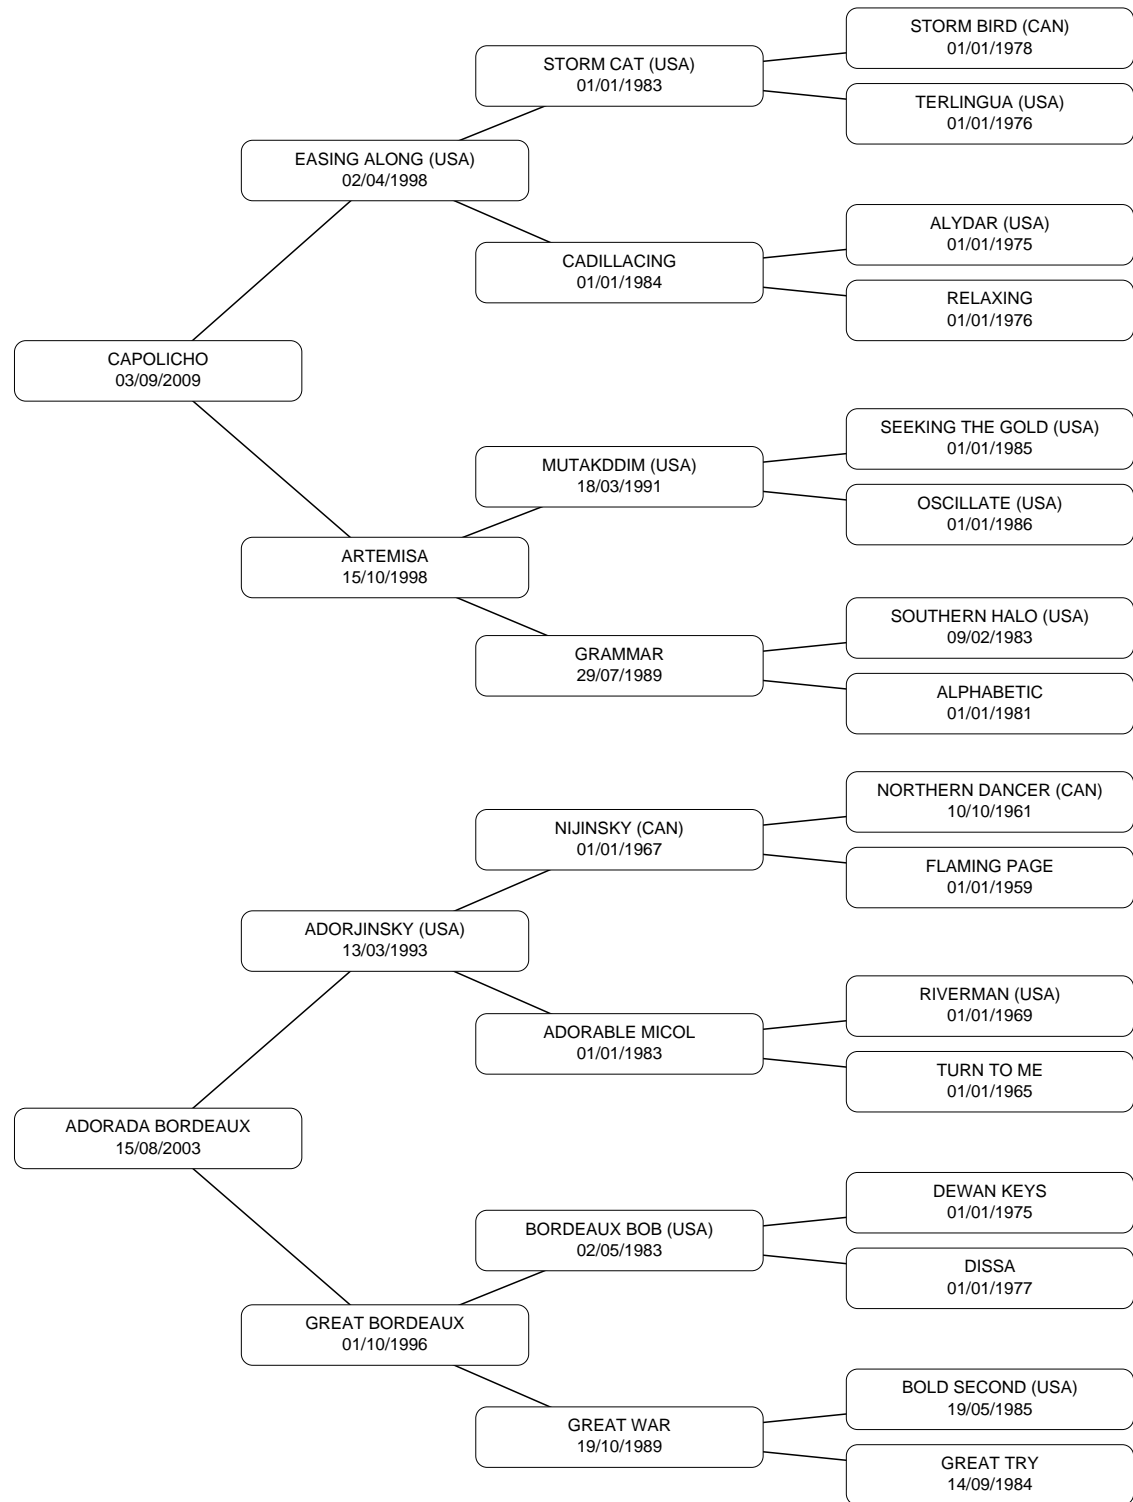 STORM BIRD (CAN)
01/01/1978
STORM CAT (USA)
01/01/1983
TERLINGUA (USA)
01/01/1976
EASING ALONG (USA)
02/04/1998
ALYDAR (USA)
01/01/1975
CADILLACING
01/01/1984
RELAXING
01/01/1976
CAPOLICHO
03/09/2009
SEEKING THE GOLD (USA)
01/01/1985
MUTAKDDIM (USA)
18/03/1991
OSCILLATE (USA)
01/01/1986
ARTEMISA
15/10/1998
SOUTHERN HALO (USA)
09/02/1983
GRAMMAR
29/07/1989
ALPHABETIC
01/01/1981
NORTHERN DANCER (CAN)
10/10/1961
NIJINSKY (CAN)
01/01/1967
FLAMING PAGE
01/01/1959
ADORJINSKY (USA)
13/03/1993
RIVERMAN (USA)
01/01/1969
ADORABLE MICOL
01/01/1983
TURN TO ME
01/01/1965
ADORADA BORDEAUX
15/08/2003
DEWAN KEYS
01/01/1975
BORDEAUX BOB (USA)
02/05/1983
DISSA
01/01/1977
GREAT BORDEAUX
01/10/1996
BOLD SECOND (USA)
19/05/1985
GREAT WAR
19/10/1989
GREAT TRY
14/09/1984